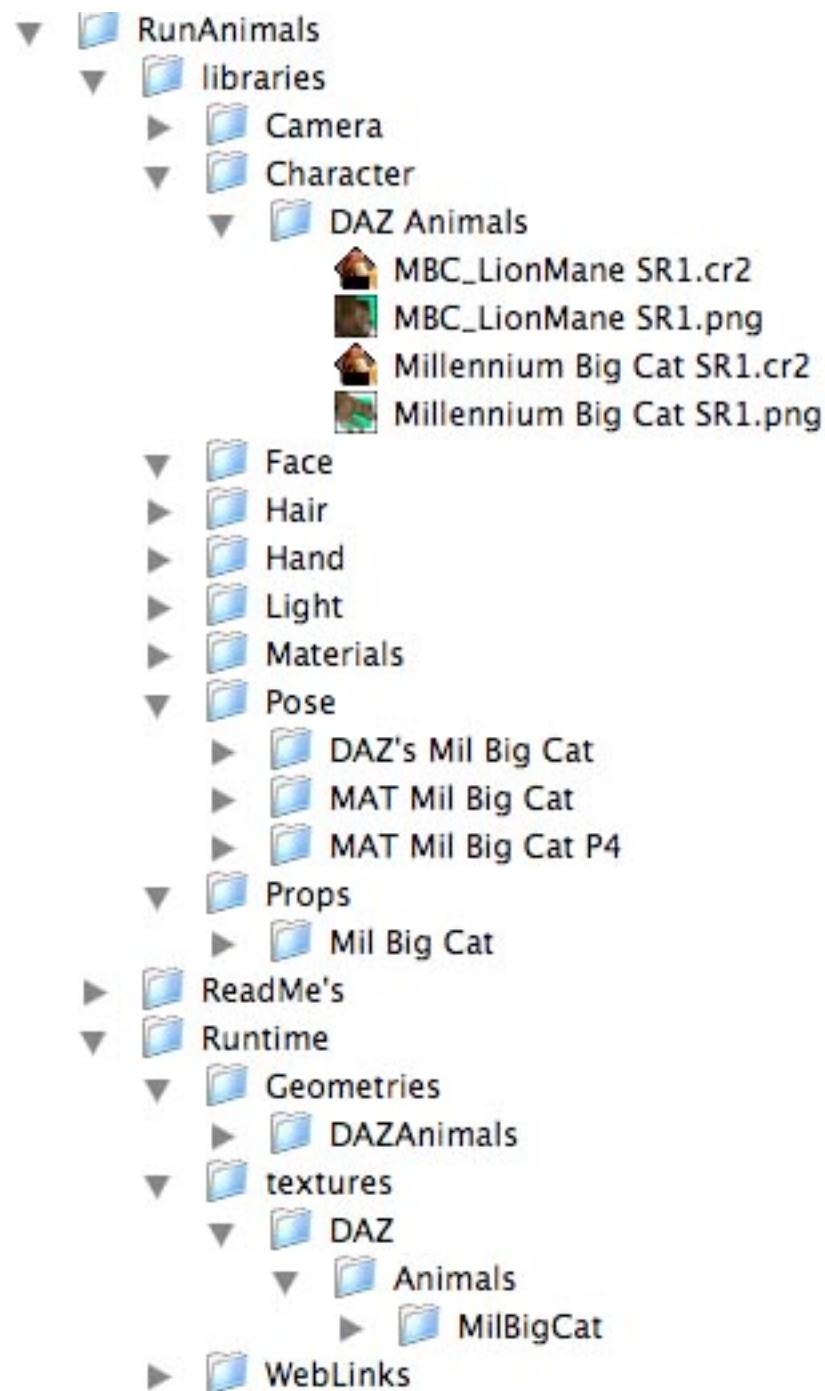 RunAnimals
libraries
Camera
Character
DAZ Animals
MBC_LionMane SR1.cr2
MBC_LionMane SR1.png
Millennium Big Cat SR1.cr2
Millennium Big Cat SR1.png
Face
Hair
Hand
Light
Materials
Pose
DAZ's Mil Big Cat
MAT Mil Big Cat
MAT Mil Big Cat P4
Props
Mil Big Cat
ReadMe's
Runtime
Geometries
DAZAnimals
textures
DAZ
Animals
MilBigCat
WebLinks